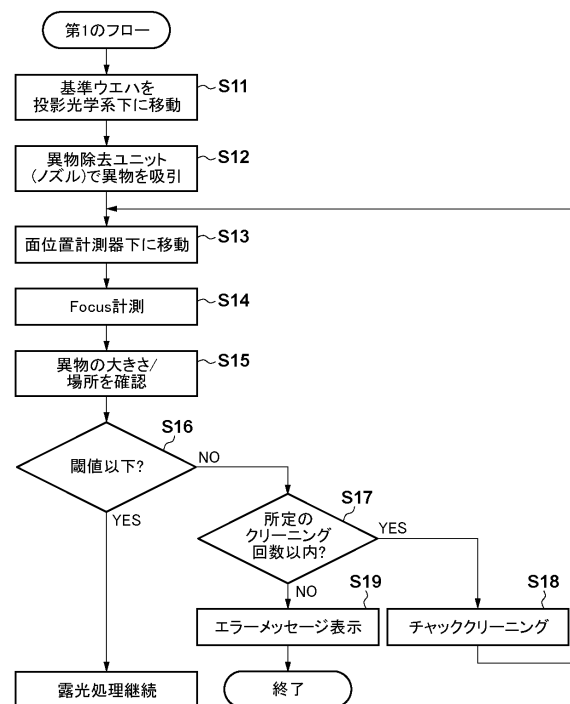 第1のフロー
基準ウエハを
投影光学系下に移動
S11
異物除去ユニット
(ノズル)で異物を吸引
S12
面位置計測器下に移動
S13
Focus計測
S14
異物の大きさ/
場所を確認
S15
閾値以下?
S16
NO
YES
所定の
クリーニング
回数以内?
S17
YES
NO
エラーメッセージ表示
S19
チャッククリーニング
S18
露光処理継続
終了